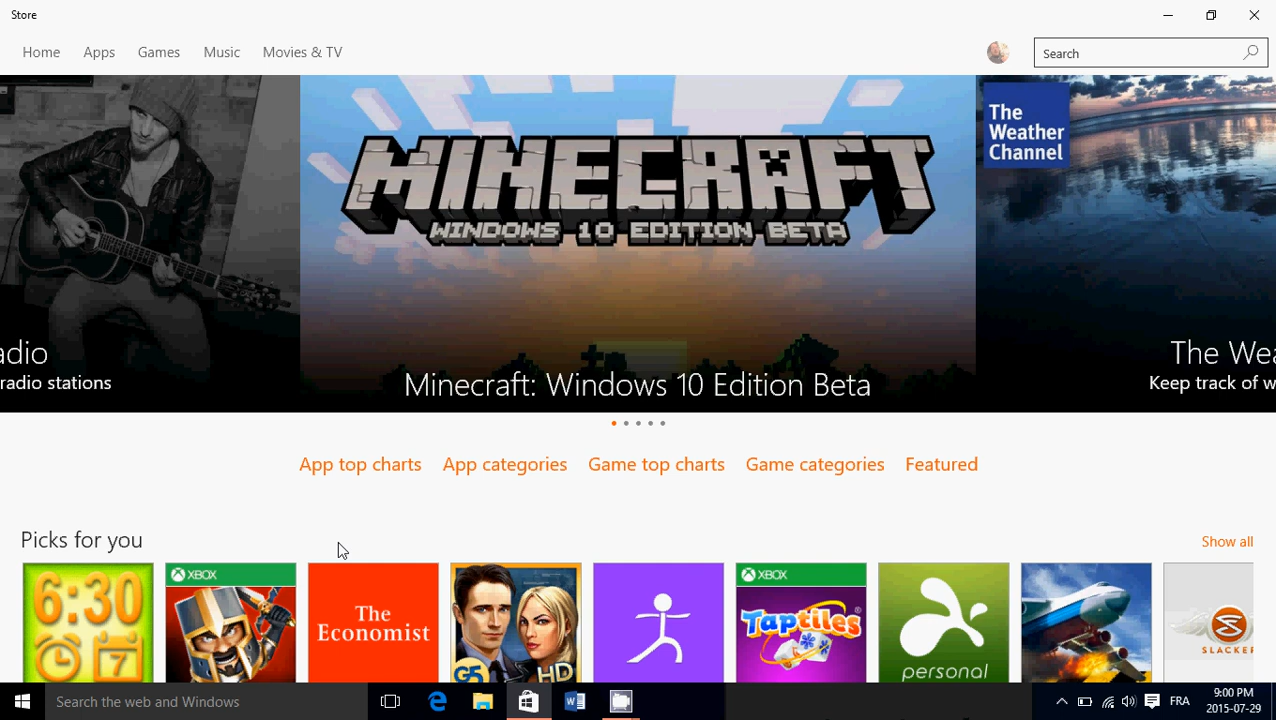 Store
Home Apps Games Music Movies & TV
Search
MINECRAFT
WINDOWS 10 EDITION BETA
The
Weather
Channel
adio
radio stations
Minecraft: Windows 10 Edition Beta
The Wea
Keep track of w
App top charts App categories Game top charts Game categories Featured
Picks for you
Show all
6:30
7
XBOX
The
Economist
G5
HD
XBOX
Taptiles
personal
S
SLACKER
Search the web and Windows
FRA
9:00 PM
2015-07-29